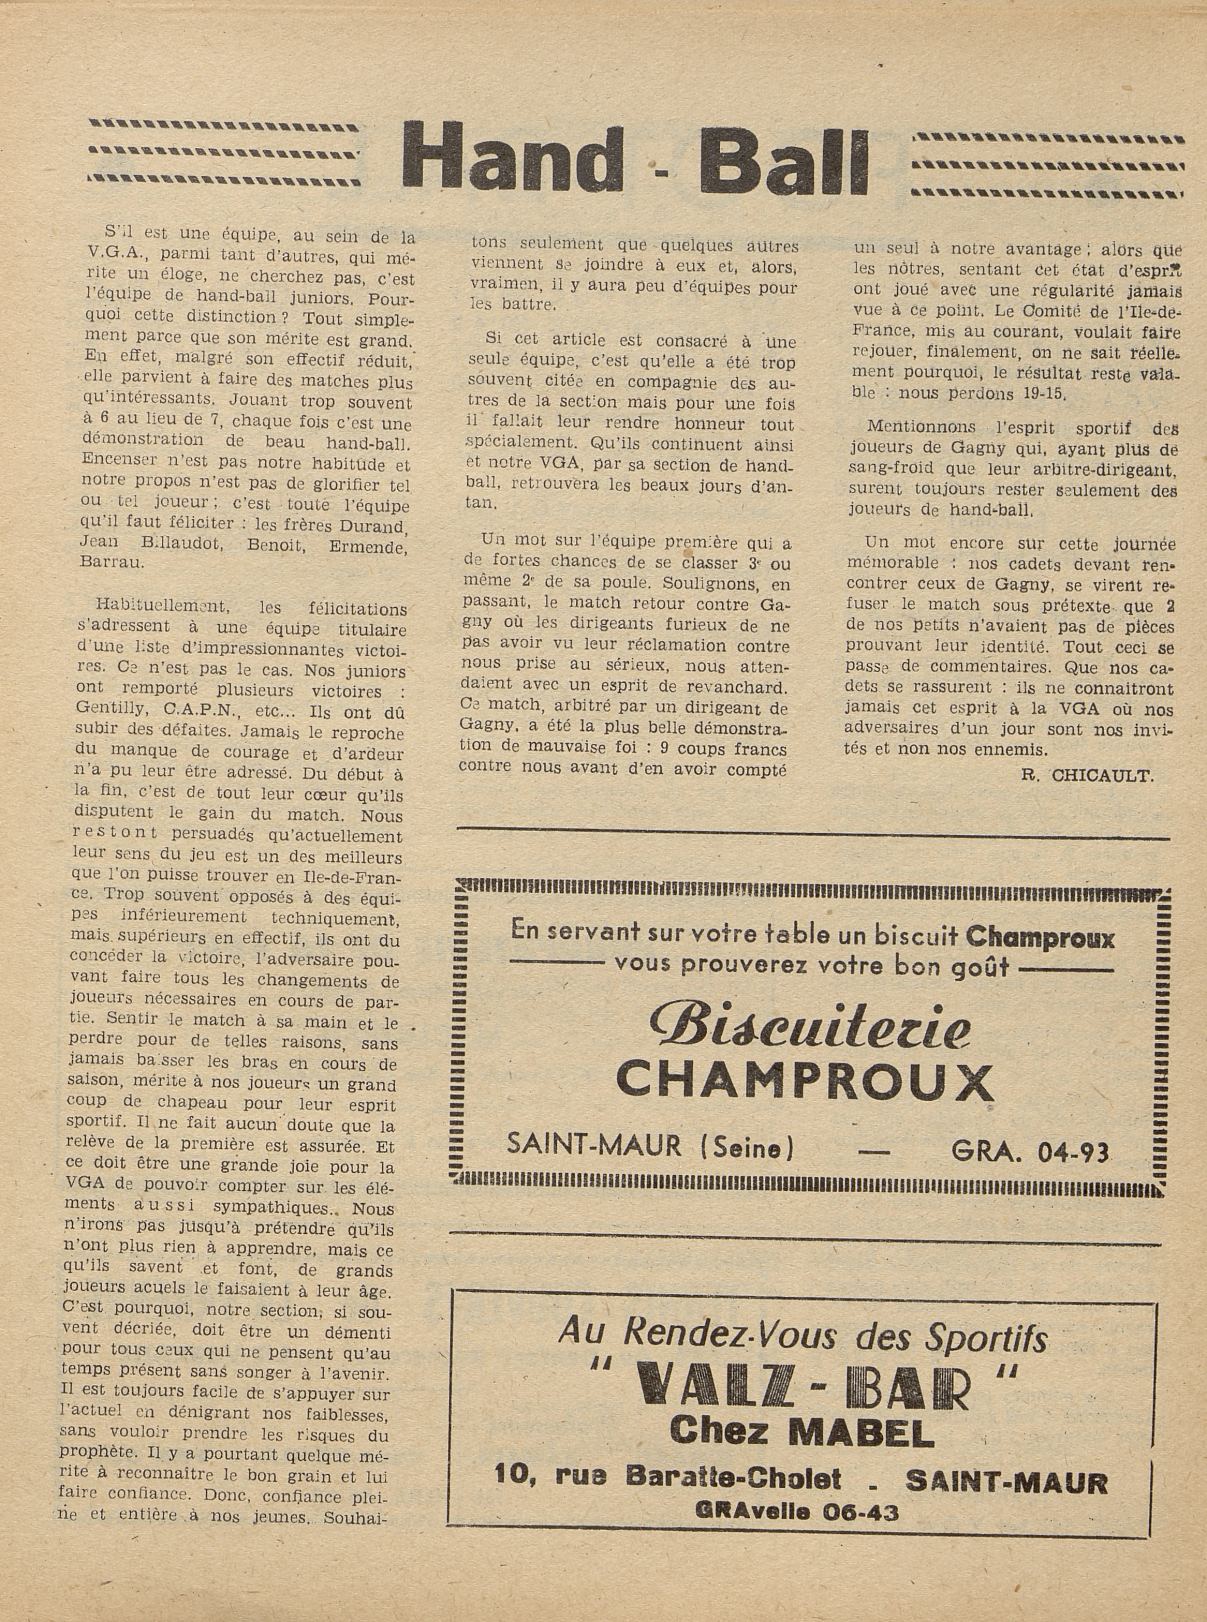 Hand - Ball
S'il est une équipe, au sein de la
V.G.A., parmi tant d'autres, qui mé-
rite un éloge, ne cherchez pas, c'est
l'équipe de hand-ball juniors. Pour-
quoi cette distinction ? Tout simple-
ment parce que son mérite est grand.
En effet, malgré son effectif réduit,
elle parvient à faire des matches plus
qu'intéressants. Jouant trop souvent
à 6 au lieu de 7, chaque fois c'est une
démonstration de beau hand-ball.
Encenser n'est pas notre habitude et
notre propos n'est pas de glorifier tel
ou tel joueur ; c'est toute l'équipe
qu'il faut féliciter : les frères Durand,
Jean Billaudot, Benoit, Ermende,
Barrau.
Habituellement, les félicitations
s'adressent à une équipe titulaire
d'une liste d'impressionnantes victoi-
res. Ce n'est pas le cas. Nos juniors
ont remporté plusieurs victoires :
Gentilly, C.A.P.N., etc... Ils ont dû
subir des défaites. Jamais le reproche
du manque de courage et d'ardeur
n'a pu leur être adressé. Du début à
la fin, c'est de tout leur cœur qu'ils
disputent le gain du match. Nous
restont persuadés qu'actuellement
leur sens du jeu est un des meilleurs
que l'on puisse trouver en Ile-de-Fran-
ce. Trop souvent opposés à des équi-
pes inférieurement techniquement,
mais supérieurs en effectif, ils ont du
concéder la victoire, l'adversaire pou-
vant faire tous les changements de
joueurs nécessaires en cours de par-
tie. Sentir le match à sa main et le
perdre pour de telles raisons, sans
jamais baisser les bras en cours de
saison, mérite à nos joueurs un grand
coup de chapeau pour leur esprit
sportif. Il ne fait aucun doute que la
relève de la première est assurée. Et
ce doit être une grande joie pour la
VGA de pouvoir compter sur les élé-
ments aussi sympathiques. Nous
n'irons pas jusqu'à prétendre qu'ils
n'ont plus rien à apprendre, mais ce
qu'ils savent et font, de grands
joueurs acuels le faisaient à leur âge.
C'est pourquoi, notre section, si sou-
vent décriée, doit être un démenti
pour tous ceux qui ne pensent qu'au
temps présent sans songer à l'avenir.
Il est toujours facile de s'appuyer sur
l'actuel en dénigrant nos faiblesses,
sans vouloir prendre les risques du
prophète. Il y a pourtant quelque mé-
rite à reconnaître le bon grain et lui
faire confiance. Donc, confiance plei-
ne et entière à nos jeunes. Souhai-
tons seulement que quelques autres
viennent se joindre à eux et, alors,
vraimen, il y aura peu d'équipes pour
les battre.
Si cet article est consacré à une
seule équipe, c'est qu'elle a été trop
souvent citée en compagnie des au-
tres de la section mais pour une fois
il fallait leur rendre honneur tout
spécialement. Qu'ils continuent ainsi
et notre VGA, par sa section de hand-
ball, retrouvera les beaux jours d'an-
tan.
Un mot sur l'équipe première qui a
de fortes chances de se classer 3e ou
même 2e de sa poule. Soulignons, en
passant, le match retour contre Ga-
gny où les dirigeants furieux de ne
pas avoir vu leur réclamation contre
nous prise au sérieux, nous atten-
daient avec un esprit de revanchard.
Ce match, arbitré par un dirigeant de
Gagny, a été la plus belle démonstra-
tion de mauvaise foi : 9 coups francs
contre nous avant d'en avoir compté
un seul à notre avantage ; alors que
les nôtres, sentant cet état d'esprit
ont joué avec une régularité jamais
vue à ce point. Le Comité de l'Ile-de-
France, mis au courant, voulait faire
rejouer, finalement, on ne sait réelle-
ment pourquoi, le résultat reste vala-
ble : nous perdons 19-15.
Mentionnons l'esprit sportif des
joueurs de Gagny qui, ayant plus de
sang-froid que leur arbitre-dirigeant,
surent toujours rester seulement des
joueurs de hand-ball.
Un mot encore sur cette journée
mémorable : nos cadets devant ren-
contrer ceux de Gagny, se virent re-
fuser le match sous prétexte que 2
de nos petits n'avaient pas de pièces
prouvant leur identité. Tout ceci se
passe de commentaires. Que nos ca-
dets se rassurent : ils ne connaitront
jamais cet esprit à la VGA où nos
adversaires d'un jour sont nos invi-
tés et non nos ennemis.
R. CHICAULT.
En servant sur votre table un biscuit Champroux
vous prouverez votre bon goût
Biscuiterie
CHAMPROUX
SAINT-MAUR (Seine) — GRA. 04-93
Au Rendez-Vous des Sportifs
" VALZ - BAR "
Chez MABEL
10, rue Baratte-Cholet - SAINT-MAUR
GRAvelle 06-43